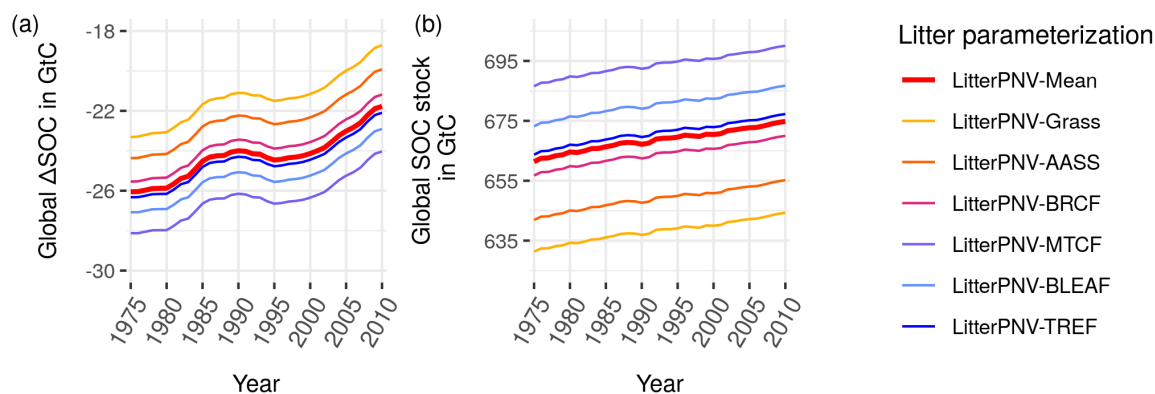 (a)
Global ΔSOC in GtC
-18
-22
-26
-30
1975
1980
1985
1990
1995
2000
2005
2010
Year
(b)
Global SOC stock
in GtC
695
675
655
635
1975
1980
1985
1990
1995
2000
2005
2010
Year
Litter parameterization
LitterPNV-Mean
LitterPNV-Grass
LitterPNV-AASS
LitterPNV-BRCF
LitterPNV-MTCF
LitterPNV-BLEAF
LitterPNV-TREF